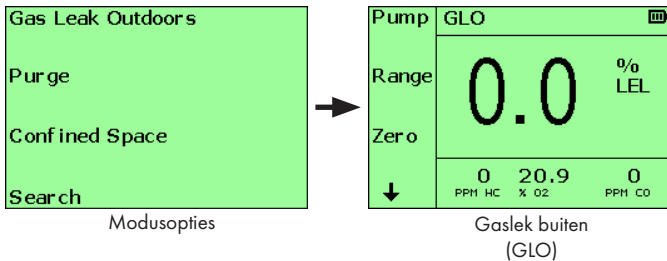 Gas Leak Outdoors
Purge
Confined Space
Search
Modusopties
Pump GLO
% LEL
Range 0.0
Zero
0 20.9 0
PPM HC % O2 PPM CO
Gaslek buiten
(GLO)